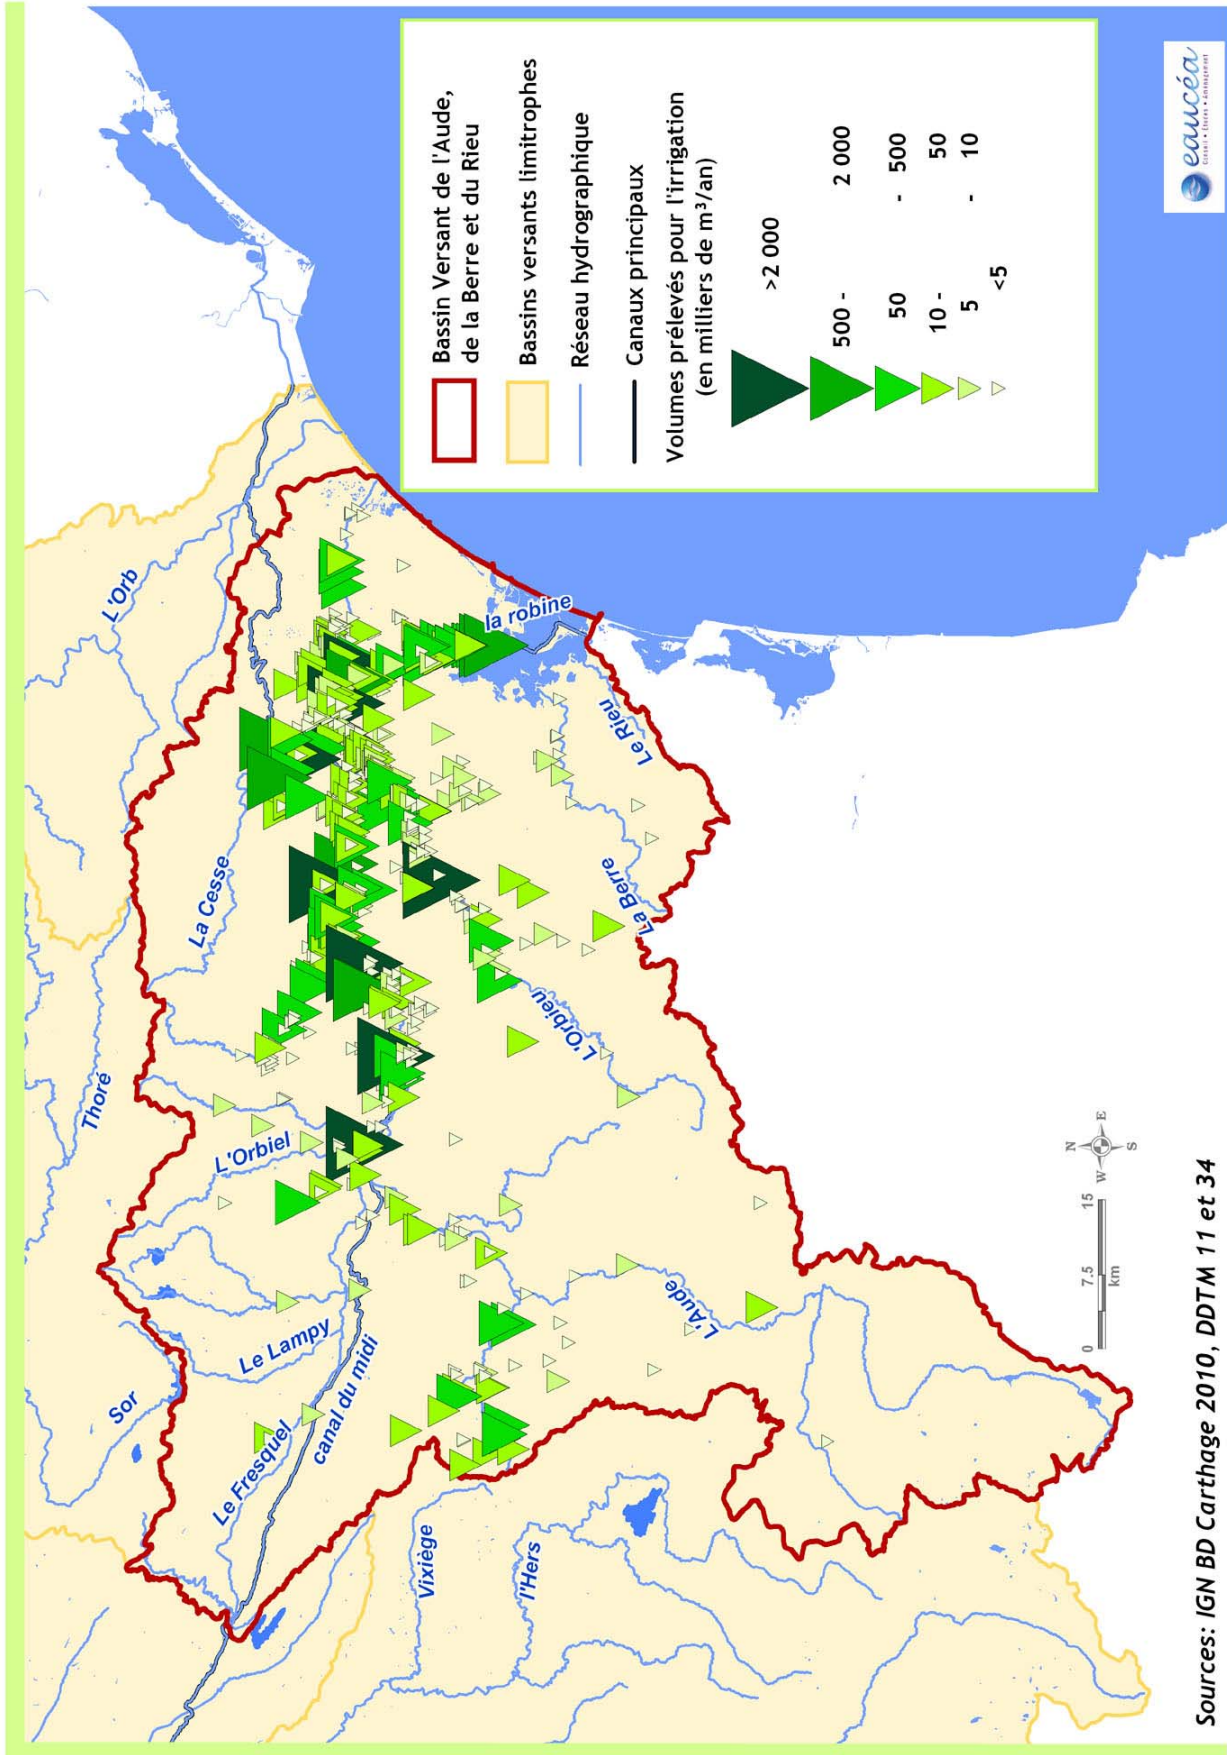 L'Orb
La Cesse
Thoré
L'Orbiel
Le Lampy
Sor
Le Fresquel
canal du midi
Vixiège
l'Hers
L'Aude
L'Orbieu
La Berre
Le Rieu
la robine
Bassin Versant de l'Aude,
de la Berre et du Rieu
Bassins versants limitrophes
Réseau hydrographique
Canaux principaux
Volumes prélevés pour l'irrigation
(en milliers de m³/an)
>2 000
500 - 2 000
50 - 500
10 - 50
5 - 10
<5
N
W E
S
0 7.5 15
km
Sources: IGN BD Carthage 2010, DDTM 11 et 34
eaucéa
Conseil • Études • Aménagement